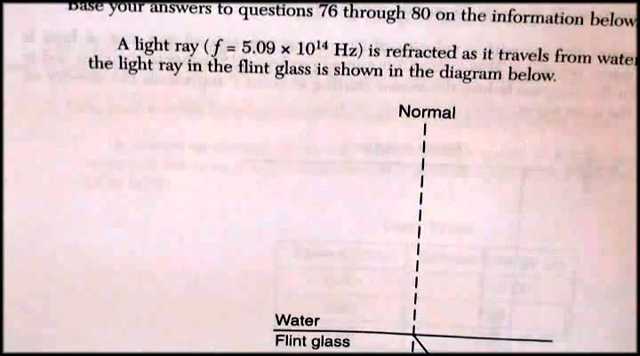 Base your answers to questions 76 through 80 on the information below
A light ray (f = 5.09 × 10¹⁴ Hz) is refracted as it travels from water
the light ray in the flint glass is shown in the diagram below.
Normal
Water
Flint glass